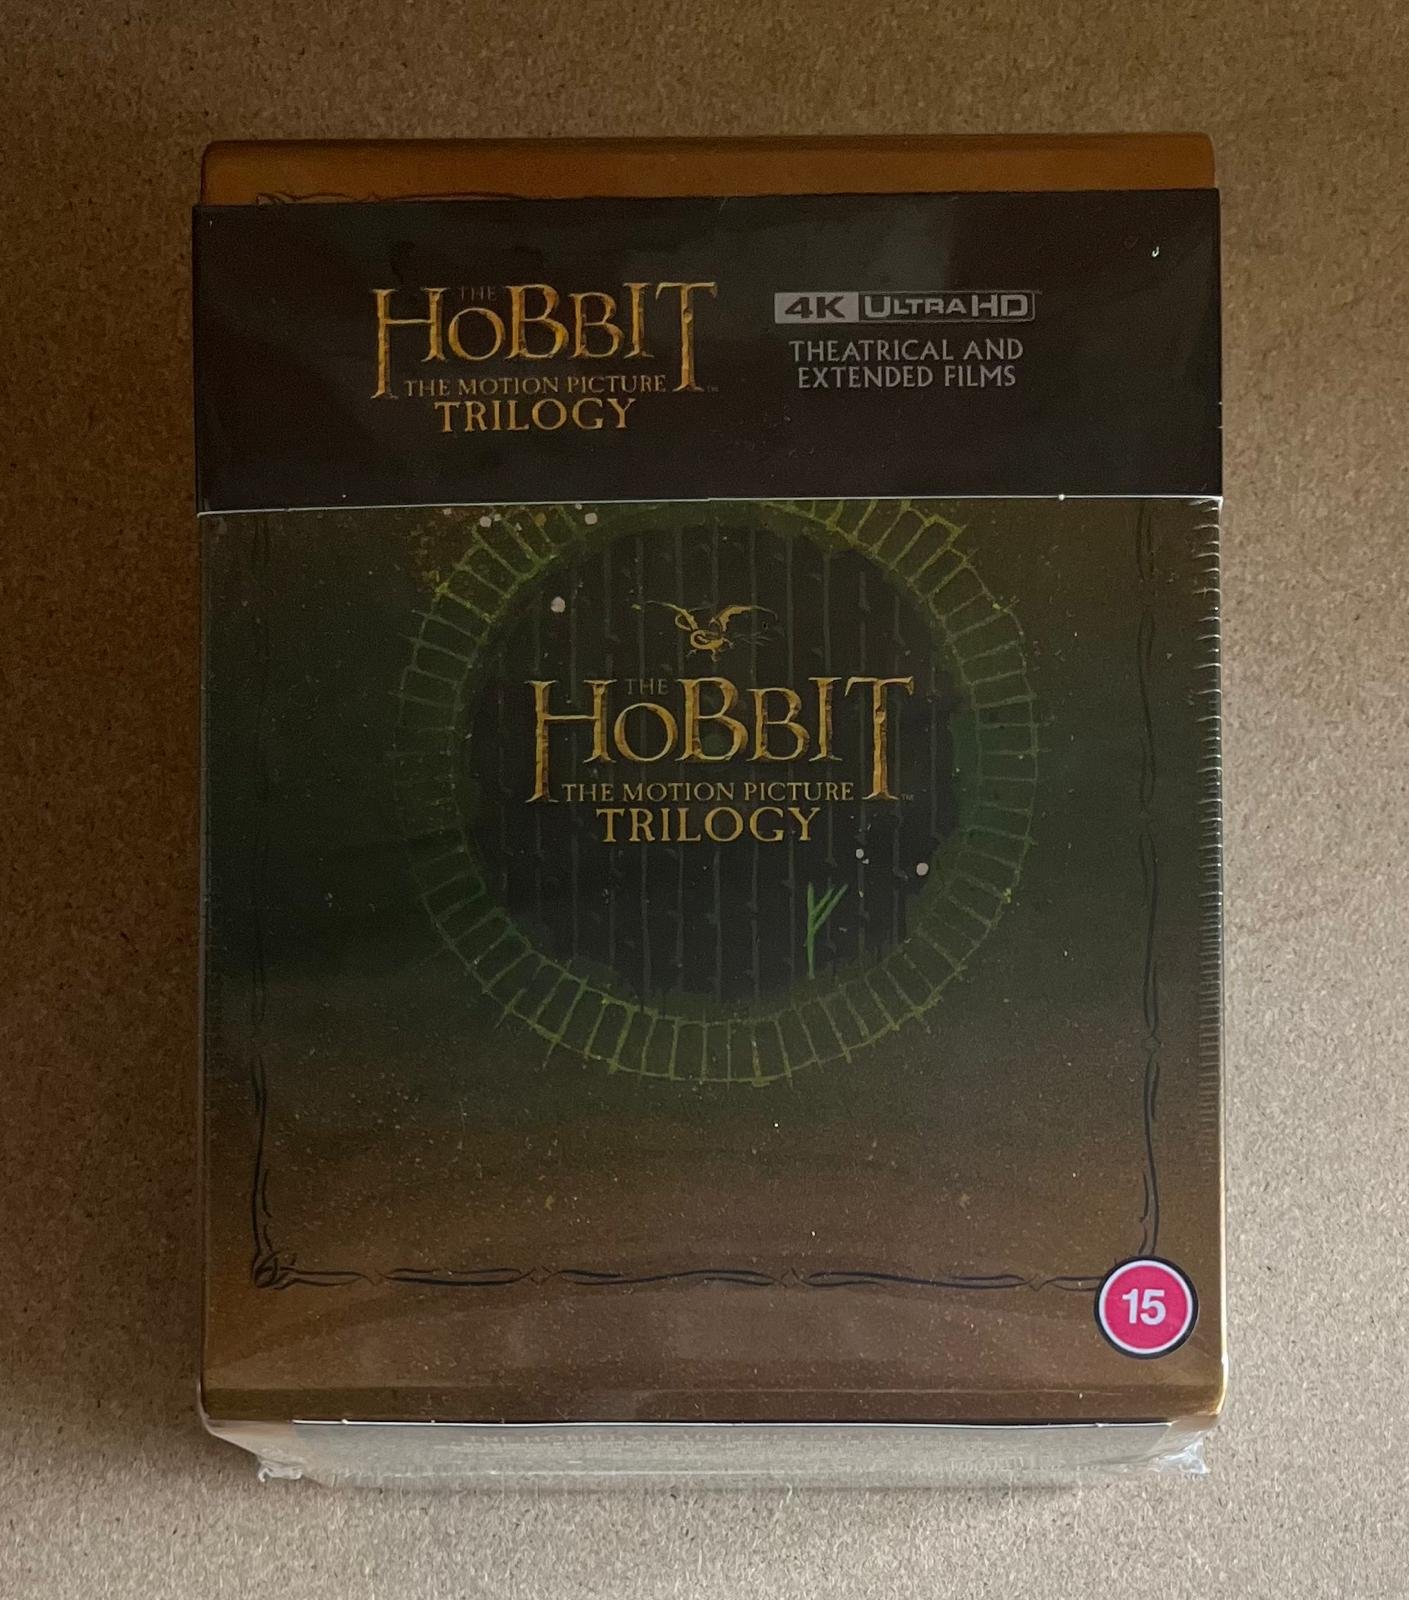 THE
HOBBIT
THE MOTION PICTURE
TRILOGY
4K ULTRA HD
THEATRICAL AND
EXTENDED FILMS
THE
HOBBIT
THE MOTION PICTURE
TM
TRILOGY
15